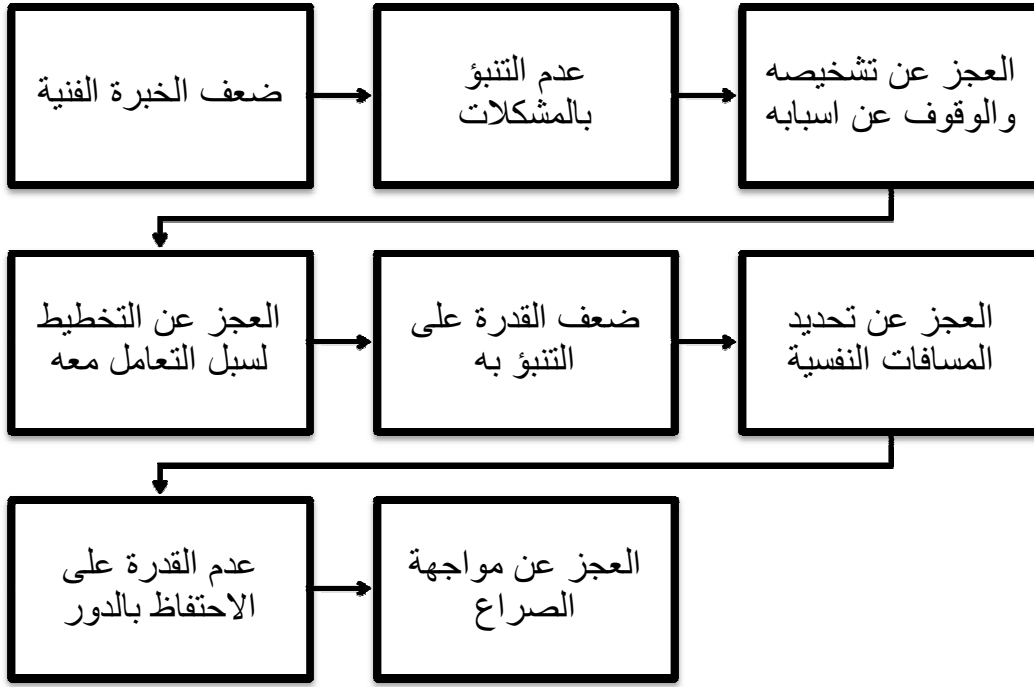 ضعف الخبرة الفنية
عدم التنبؤ
بالمشكلات
العجز عن تشخيصه
والوقوف عن اسبابه
العجز عن التخطيط
لسبل التعامل معه
ضعف القدرة على
التنبؤ به
العجز عن تحديد
المسافات النفسية
عدم القدرة على
الاحتفاظ بالدور
العجز عن مواجهة
الصراع